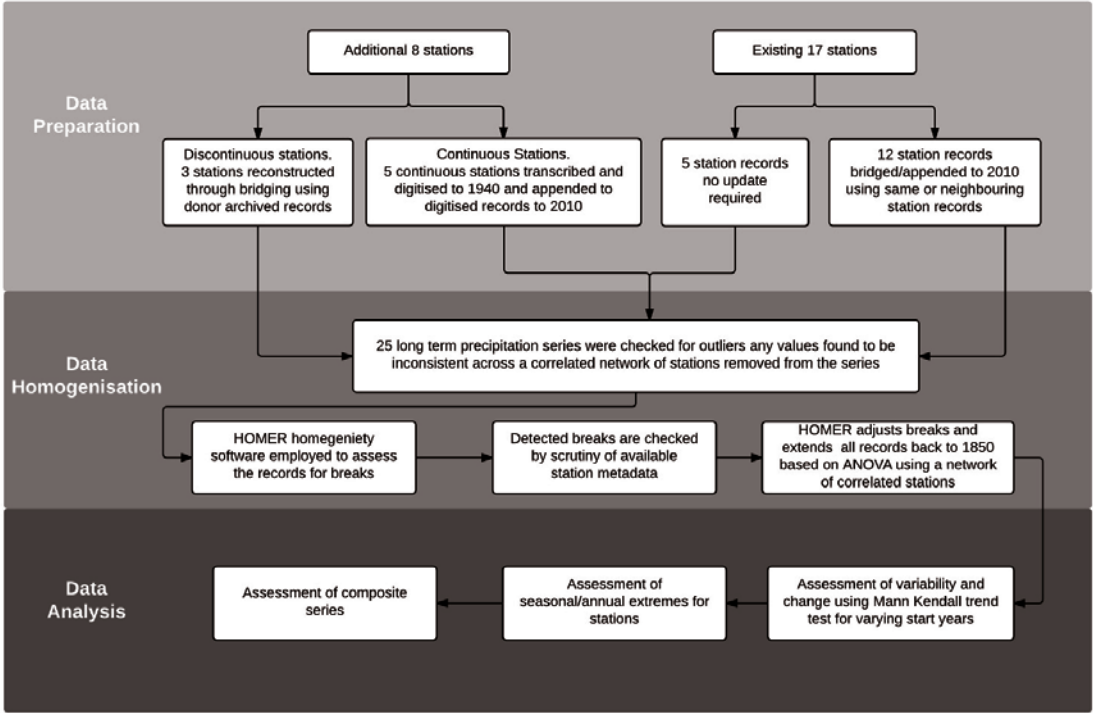 Additional 8 stations
Existing 17 stations
Data
Preparation
Discontinuous stations.
3 stations reconstructed
through bridging using
donor archived records
Continuous Stations.
5 continuous stations transcribed and
digitised to 1940 and appended to
digitised records to 2010
5 station records
no update
required
12 station records
bridged/appended to 2010
using same or neighbouring
station records
Data
Homogenisation
25 long term precipitation series were checked for outliers any values found to be
inconsistent across a correlated network of stations removed from the series
HOMER homegeniety
software employed to assess
the records for breaks
Detected breaks are checked
by scrutiny of available
station metadata
HOMER adjusts breaks and
extends all records back to 1850
based on ANOVA using a network
of correlated stations
Data
Analysis
Assessment of composite
series
Assessment of
seasonal/annual extremes for
stations
Assessment of variability and
change using Mann Kendall trend
test for varying start years